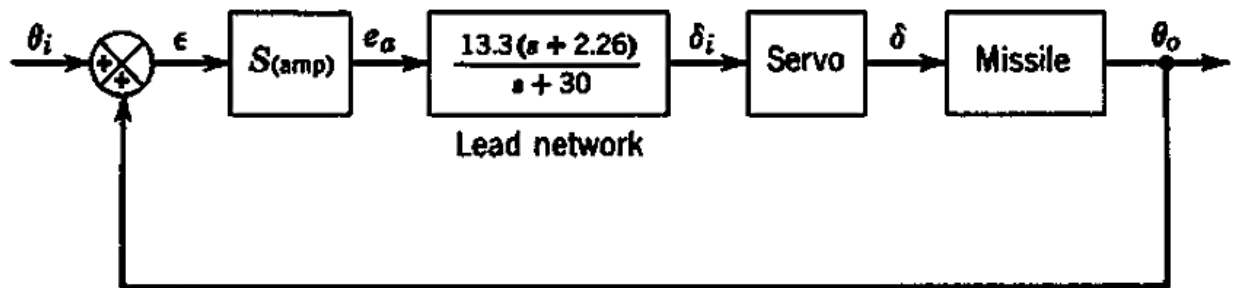 θi + + ϵ S(amp) ea 13.3(s + 2.26) δi Servo δ Missile θo
s + 30
Lead network